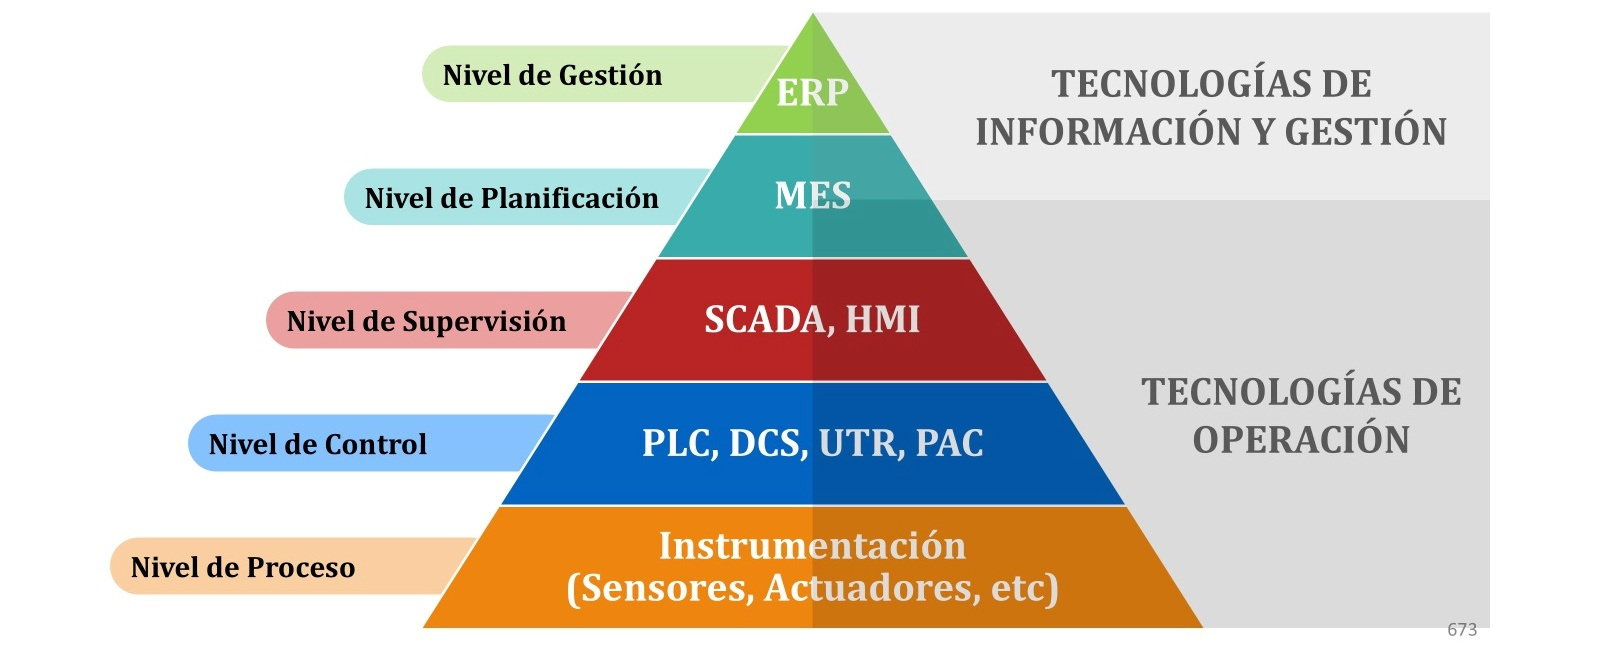 Nivel de Gestión
ERP
TECNOLOGÍAS DE
INFORMACIÓN Y GESTIÓN
Nivel de Planificación
MES
Nivel de Supervisión
SCADA, HMI
TECNOLOGÍAS DE
OPERACIÓN
Nivel de Control
PLC, DCS, UTR, PAC
Nivel de Proceso
Instrumentación
(Sensores, Actuadores, etc)
673